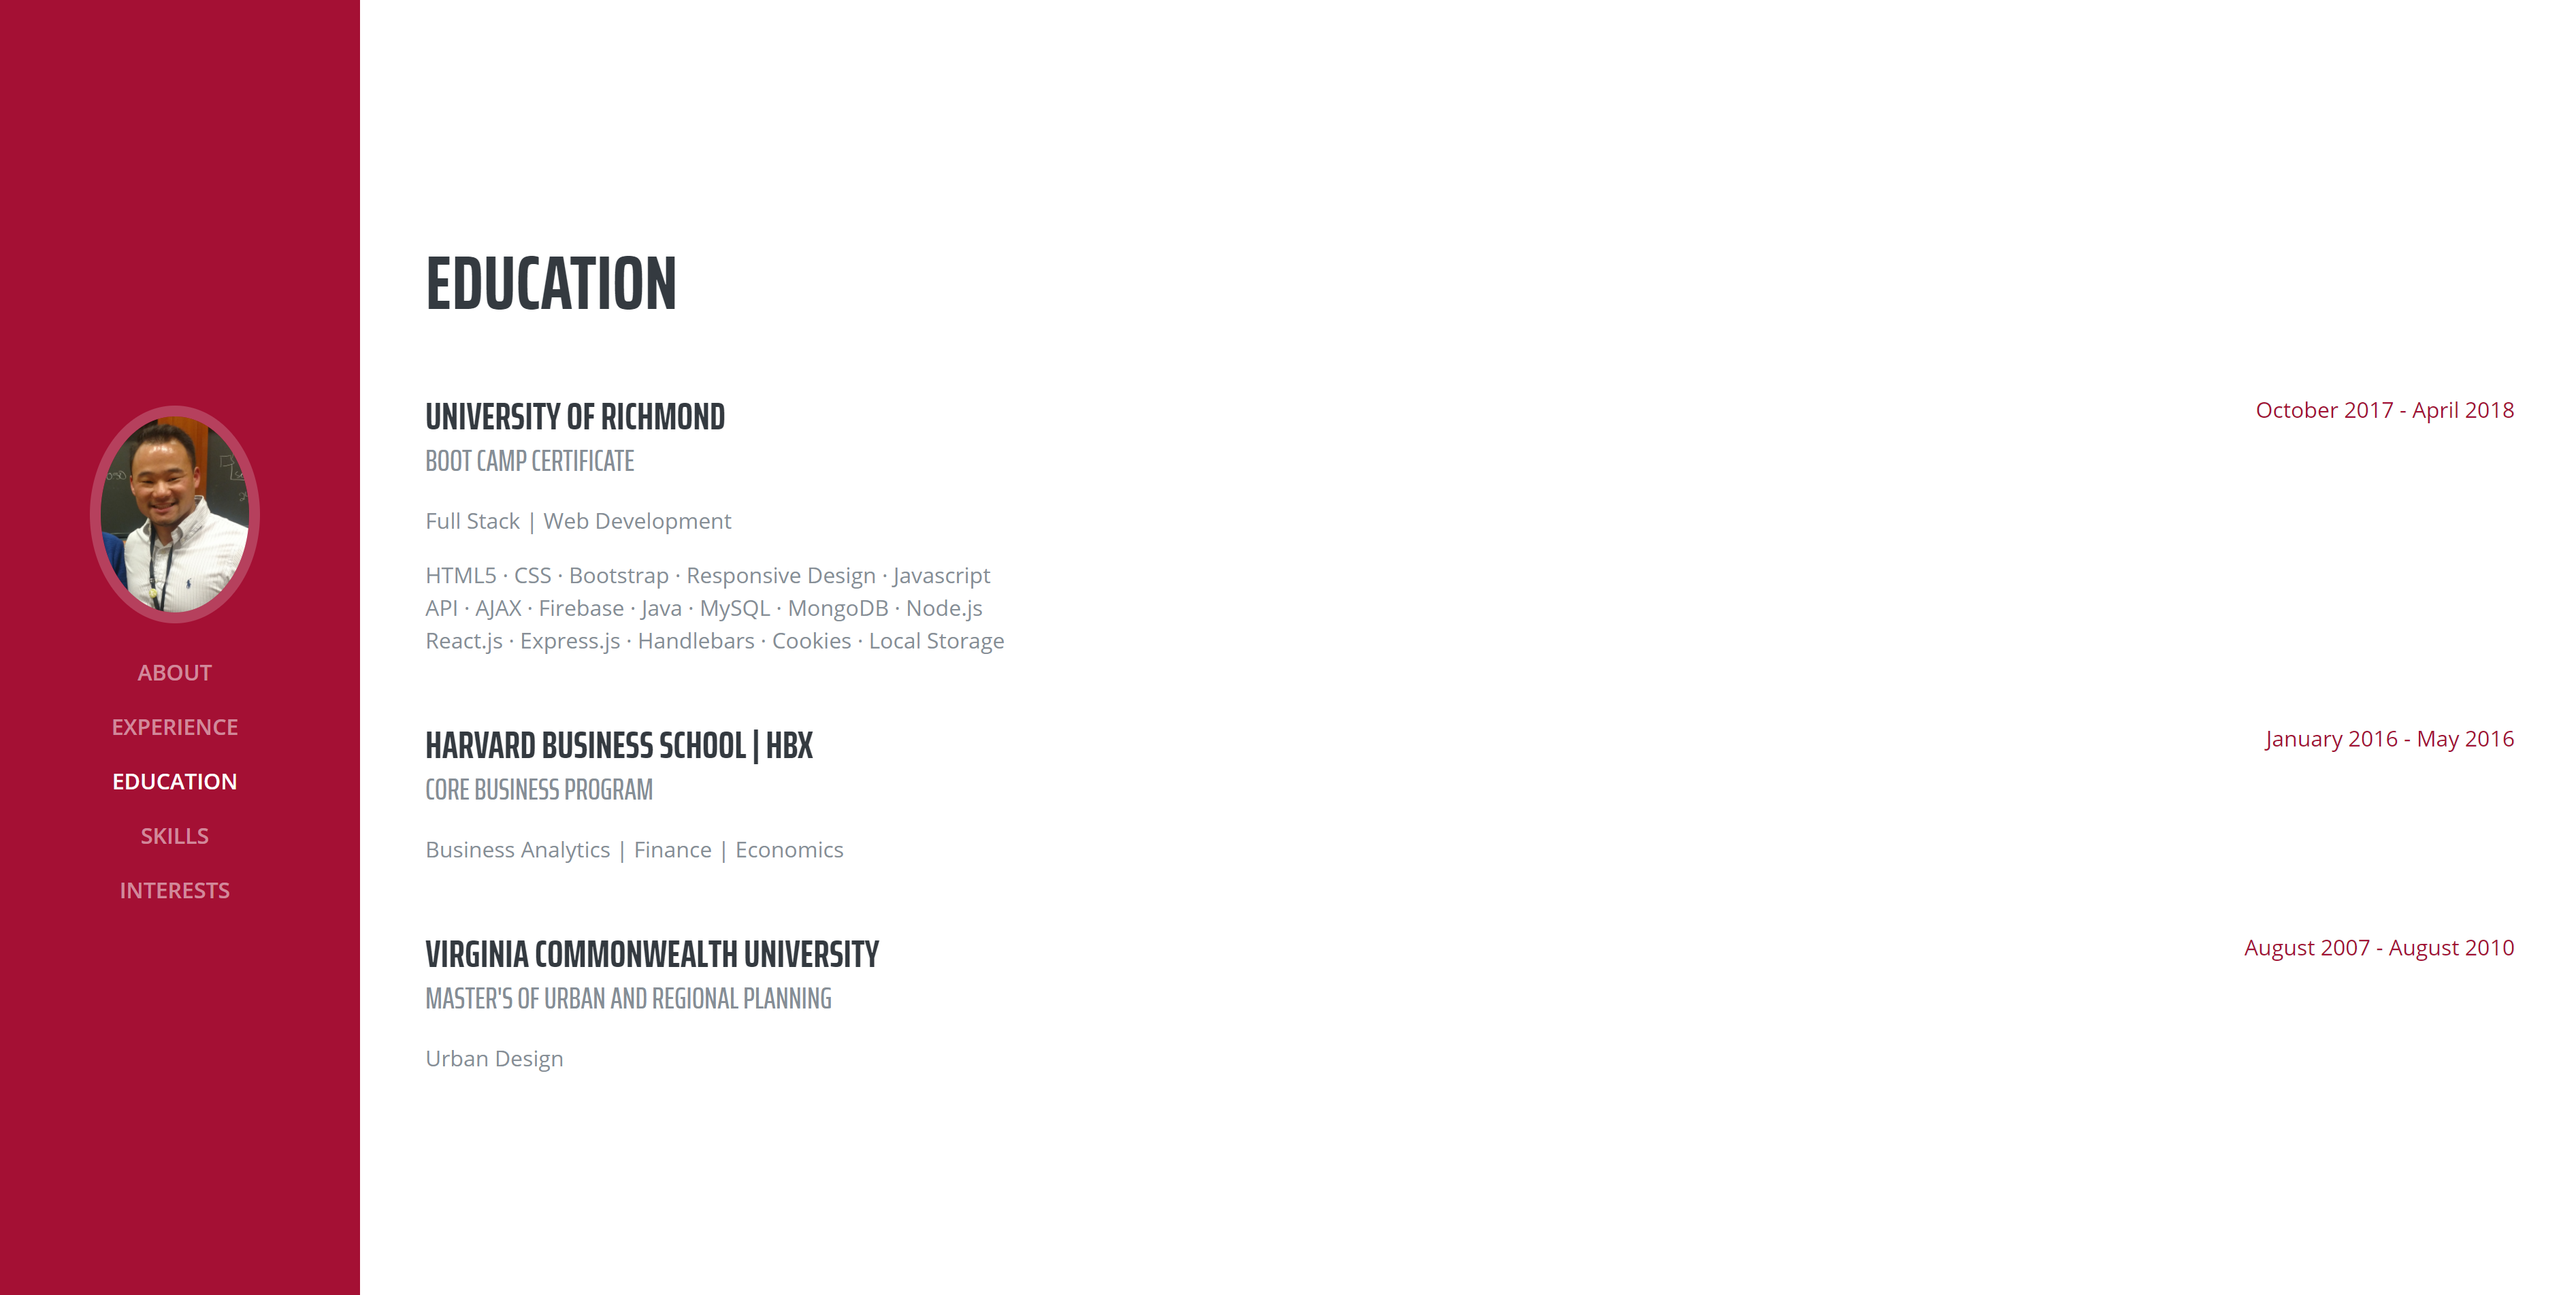 ABOUT
EXPERIENCE
EDUCATION
SKILLS
INTERESTS
EDUCATION
UNIVERSITY OF RICHMOND
October 2017 - April 2018
BOOT CAMP CERTIFICATE
Full Stack | Web Development
HTML5 · CSS · Bootstrap · Responsive Design · Javascript
API · AJAX · Firebase · Java · MySQL · MongoDB · Node.js
React.js · Express.js · Handlebars · Cookies · Local Storage
HARVARD BUSINESS SCHOOL | HBX
January 2016 - May 2016
CORE BUSINESS PROGRAM
Business Analytics | Finance | Economics
VIRGINIA COMMONWEALTH UNIVERSITY
August 2007 - August 2010
MASTER'S OF URBAN AND REGIONAL PLANNING
Urban Design